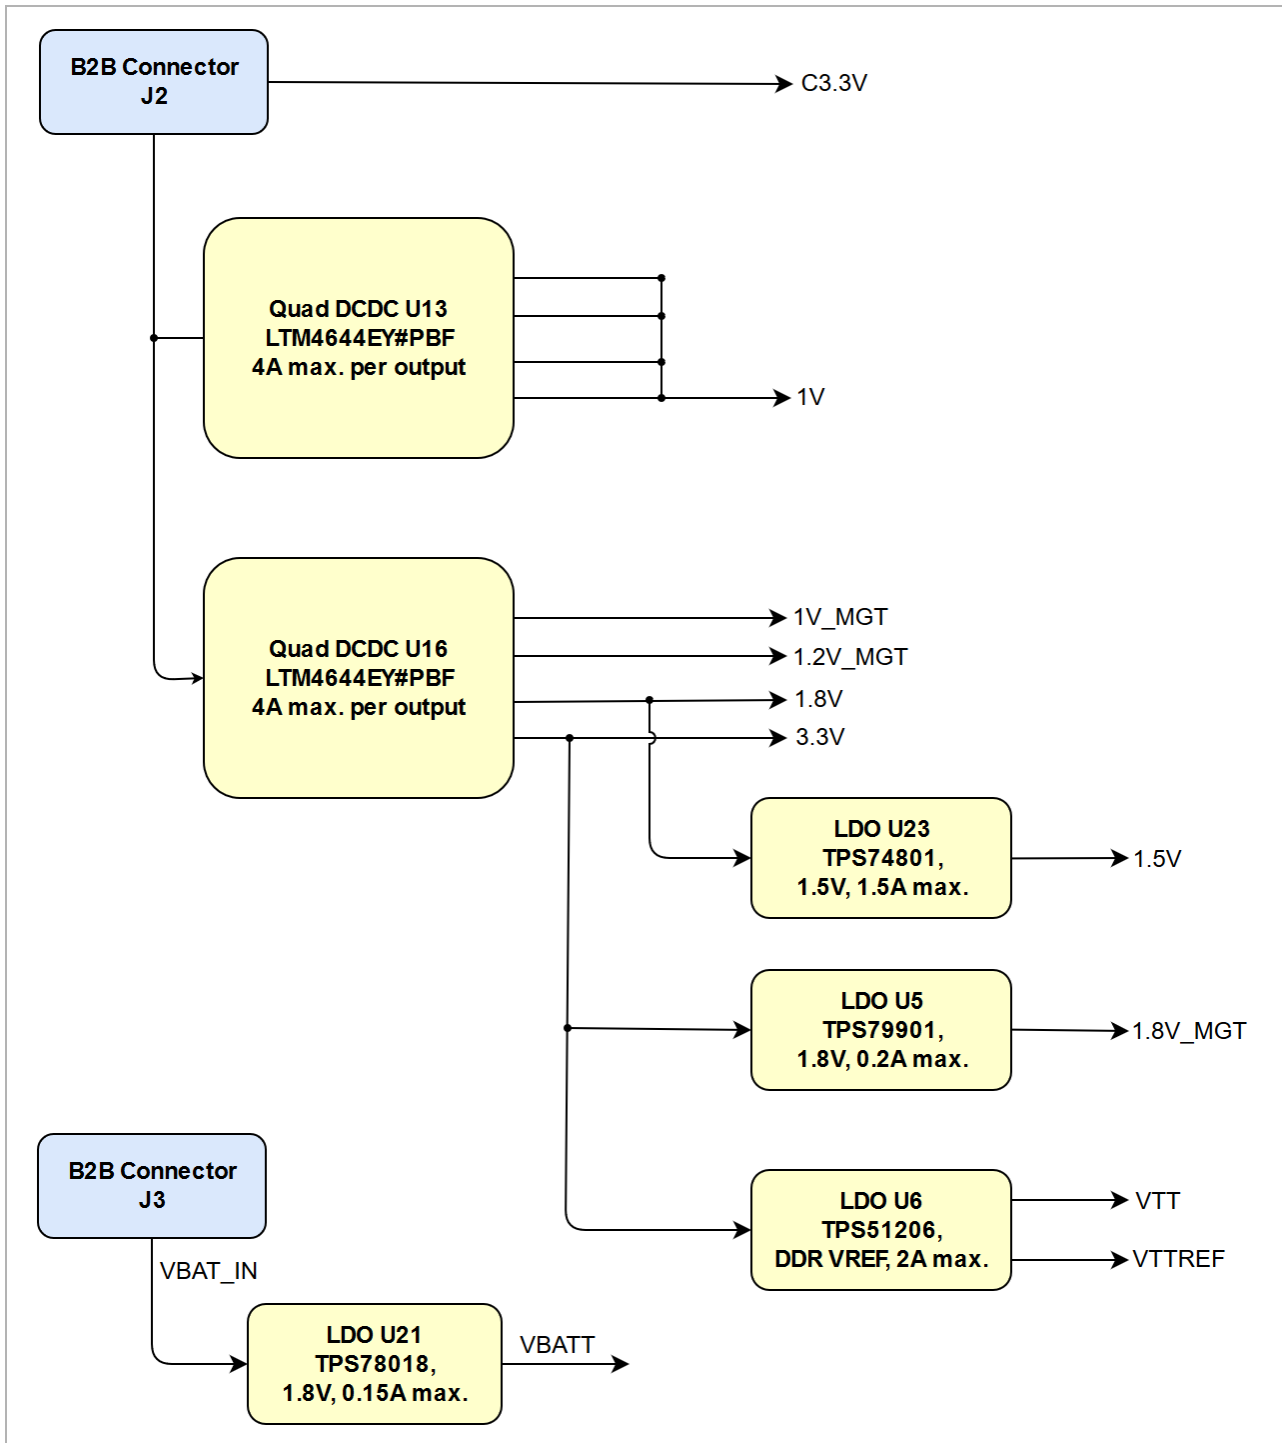 B2B Connector
J2
C3.3V
Quad DCDC U13
LTM4644EY#PBF
4A max. per output
1V
Quad DCDC U16
LTM4644EY#PBF
4A max. per output
1V_MGT
1.2V_MGT
1.8V
3.3V
LDO U23
TPS74801,
1.5V, 1.5A max.
1.5V
LDO U5
TPS79901,
1.8V, 0.2A max.
1.8V_MGT
B2B Connector
J3
VBAT_IN
LDO U6
TPS51206,
DDR VREF, 2A max.
VTT
VTTREF
LDO U21
TPS78018,
1.8V, 0.15A max.
VBATT